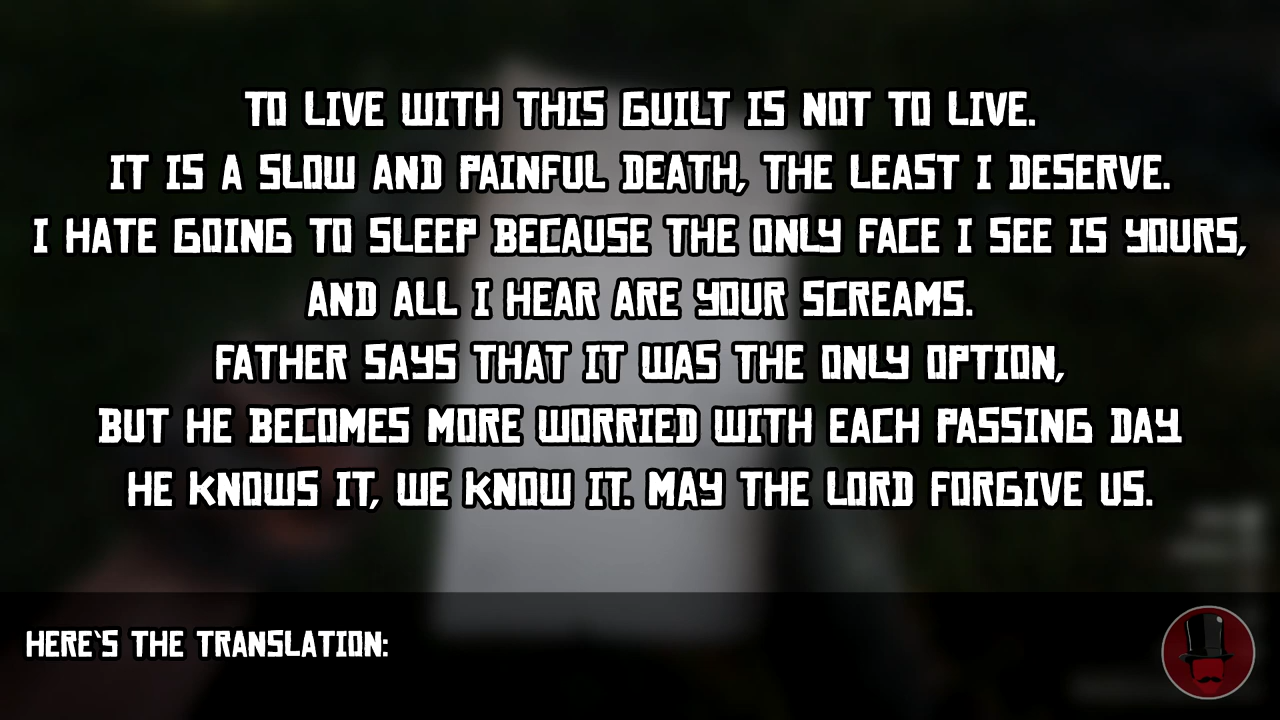 TO LIVE WITH THIS GUILT IS NOT TO LIVE.
IT IS A SLOW AND PAINFUL DEATH, THE LEAST I DESERVE.
I HATE GOING TO SLEEP BECAUSE THE ONLY FACE I SEE IS YOURS,
AND ALL I HEAR ARE YOUR SCREAMS.
FATHER SAYS THAT IT WAS THE ONLY OPTION,
BUT HE BECOMES MORE WORRIED WITH EACH PASSING DAY
HE KNOWS IT, WE KNOW IT. MAY THE LORD FORGIVE US.
HERE`S THE TRANSLATION: